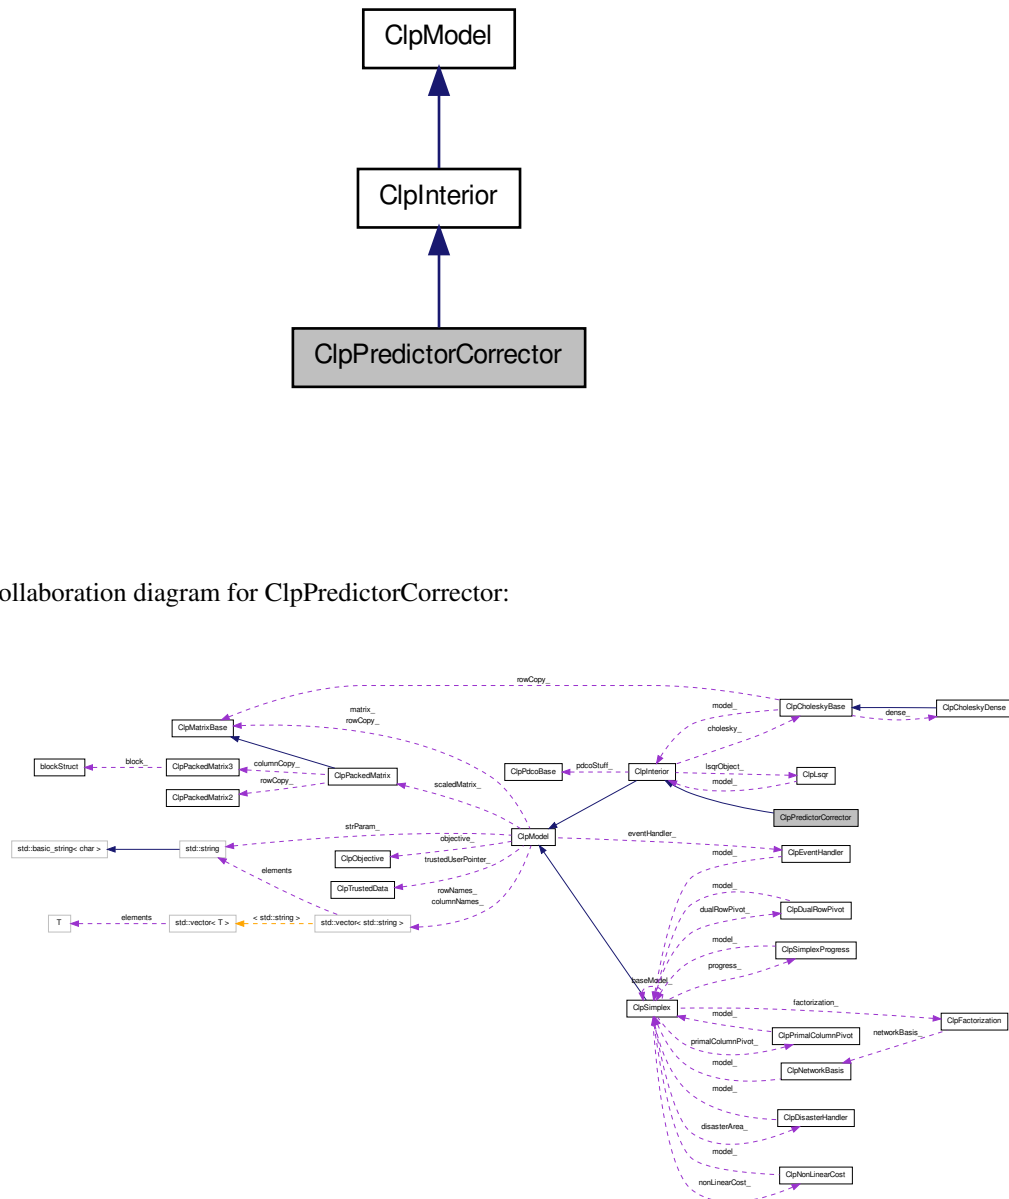 ClpModel
ClpInterior
ClpPredictorCorrector
ollaboration diagram for ClpPredictorCorrector:
rowCopy_
matrix_
rowCopy_
model_
cholesky_
ClpCholeskyBase
dense_
ClpCholeskyDense
ClpMatrixBase
blockStruct
block_
ClpPackedMatrix3
columnCopy_
rowCopy_
ClpPackedMatrix
ClpPackedMatrix2
scaledMatrix_
ClpPdcoBase
pdcoStuff_
ClpInterior
lsqrObject_
model_
ClpLsqr
ClpPredictorCorrector
std::basic_string< char >
std::string
strParam_
ClpModel
eventHandler_
ClpEventHandler
objective_
ClpObjective
trustedUserPointer_
ClpTrustedData
elements
rowNames_
columnNames_
T
elements
std::vector< T >
< std::string >
std::vector< std::string >
model_
model_
dualRowPivot_
ClpDualRowPivot
model_
progress_
ClpSimplexProgress
baseModel_
ClpSimplex
factorization_
ClpFactorization
model_
primalColumnPivot_
ClpPrimalColumnPivot
networkBasis_
model_
ClpNetworkBasis
model_
disasterArea_
ClpDisasterHandler
model_
nonLinearCost_
ClpNonLinearCost